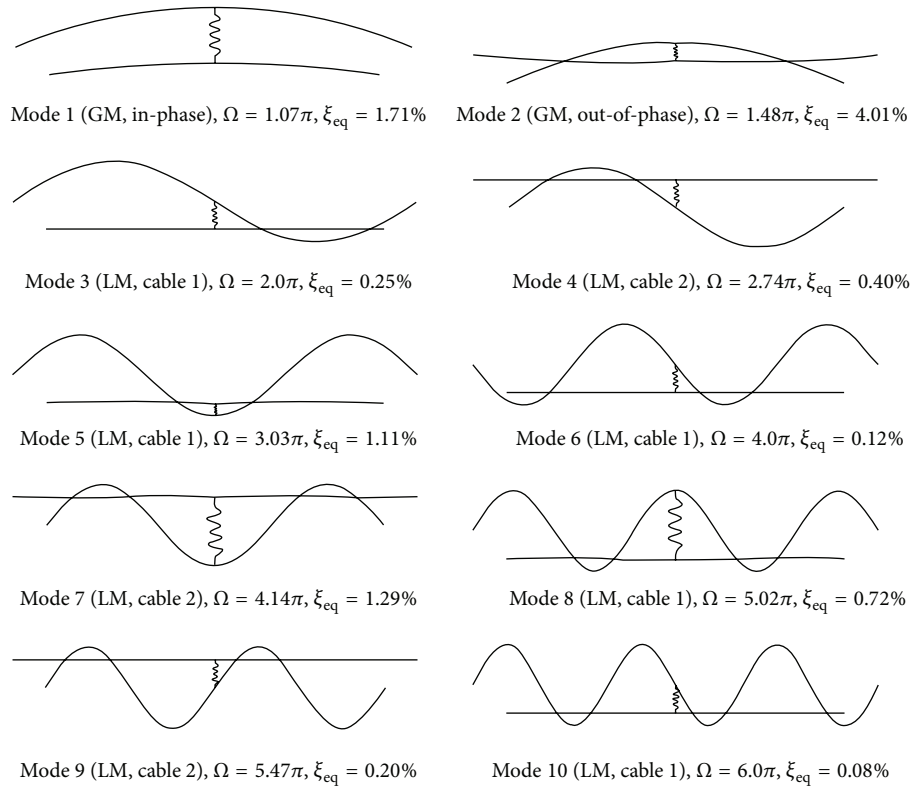 Mode 1 (GM, in-phase), Ω = 1.07π, ξeq = 1.71%
Mode 2 (GM, out-of-phase), Ω = 1.48π, ξeq = 4.01%
Mode 3 (LM, cable 1), Ω = 2.0π, ξeq = 0.25%
Mode 4 (LM, cable 2), Ω = 2.74π, ξeq = 0.40%
Mode 5 (LM, cable 1), Ω = 3.03π, ξeq = 1.11%
Mode 6 (LM, cable 1), Ω = 4.0π, ξeq = 0.12%
Mode 7 (LM, cable 2), Ω = 4.14π, ξeq = 1.29%
Mode 8 (LM, cable 1), Ω = 5.02π, ξeq = 0.72%
Mode 9 (LM, cable 2), Ω = 5.47π, ξeq = 0.20%
Mode 10 (LM, cable 1), Ω = 6.0π, ξeq = 0.08%